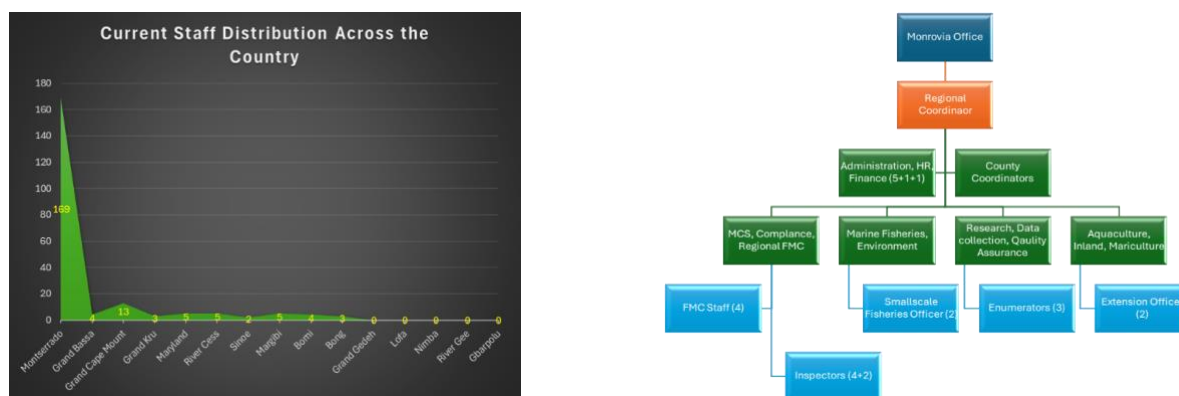 Current Staff Distribution Across the
Country
180
160
140
120
100
80
60
40
20
0
169
4
13
3
5
5
2
5
4
3
0
0
0
0
0
Montserrado
Grand Bassa
Grand Cape Mount
Grand Kru
Maryland
River Cess
Sinoe
Margibi
Bomi
Bong
Grand Gedeh
Lofa
Nimba
River Gee
Gbarpolu
Monrovia Office
Regional
Coordinaor
Administration, HR,
Finance (5+1+1)
County
Coordinators
MCS, Compliance,
Regional FMC
Marine Fisheries,
Environment
Research, Data
collection, Qaulity
Assurance
Aquaculture,
Inland, Mariculture
FMC Staff (4)
Smallscale
Fisheries Officer (2)
Enumerators (3)
Extension Office
(2)
Inspectors (4+2)